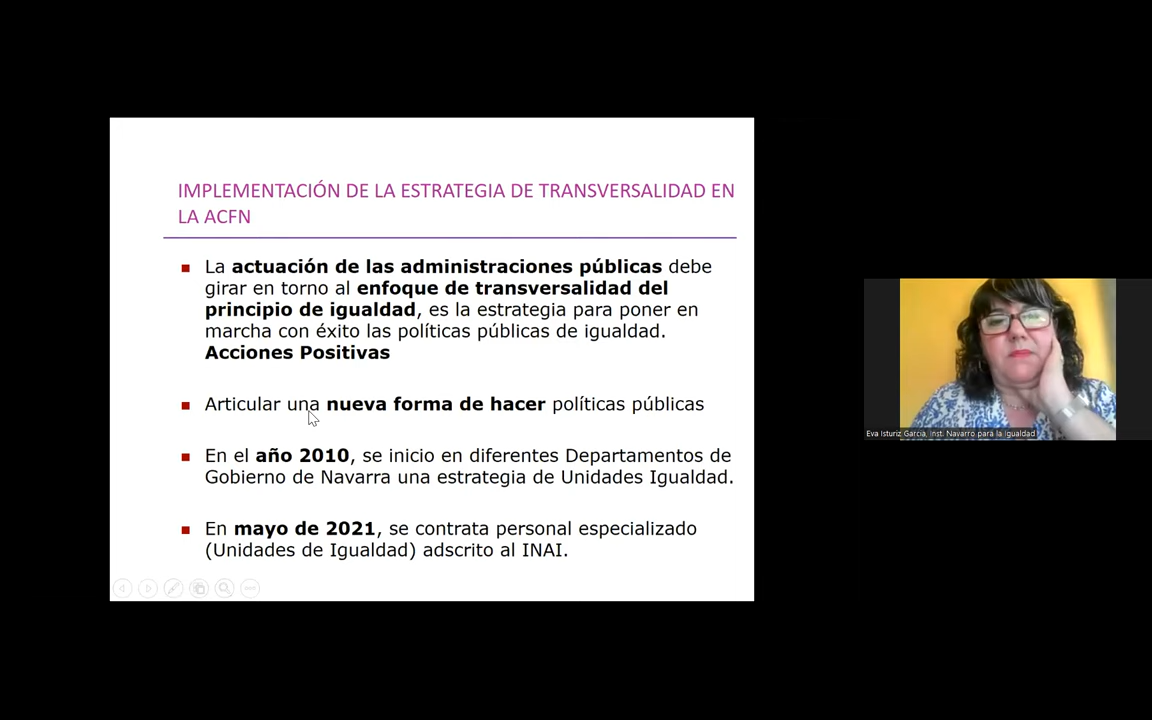 IMPLEMENTACIÓN DE LA ESTRATEGIA DE TRANSVERSALIDAD EN
LA ACFN
La actuación de las administraciones públicas debe
girar en torno al enfoque de transversalidad del
principio de igualdad, es la estrategia para poner en
marcha con éxito las políticas públicas de igualdad.
Acciones Positivas
Articular una nueva forma de hacer políticas públicas
En el año 2010, se inicio en diferentes Departamentos de
Gobierno de Navarra una estrategia de Unidades Igualdad.
En mayo de 2021, se contrata personal especializado
(Unidades de Igualdad) adscrito al INAI.
Eva Isturiz García, Inst. Navarro para la Igualdad